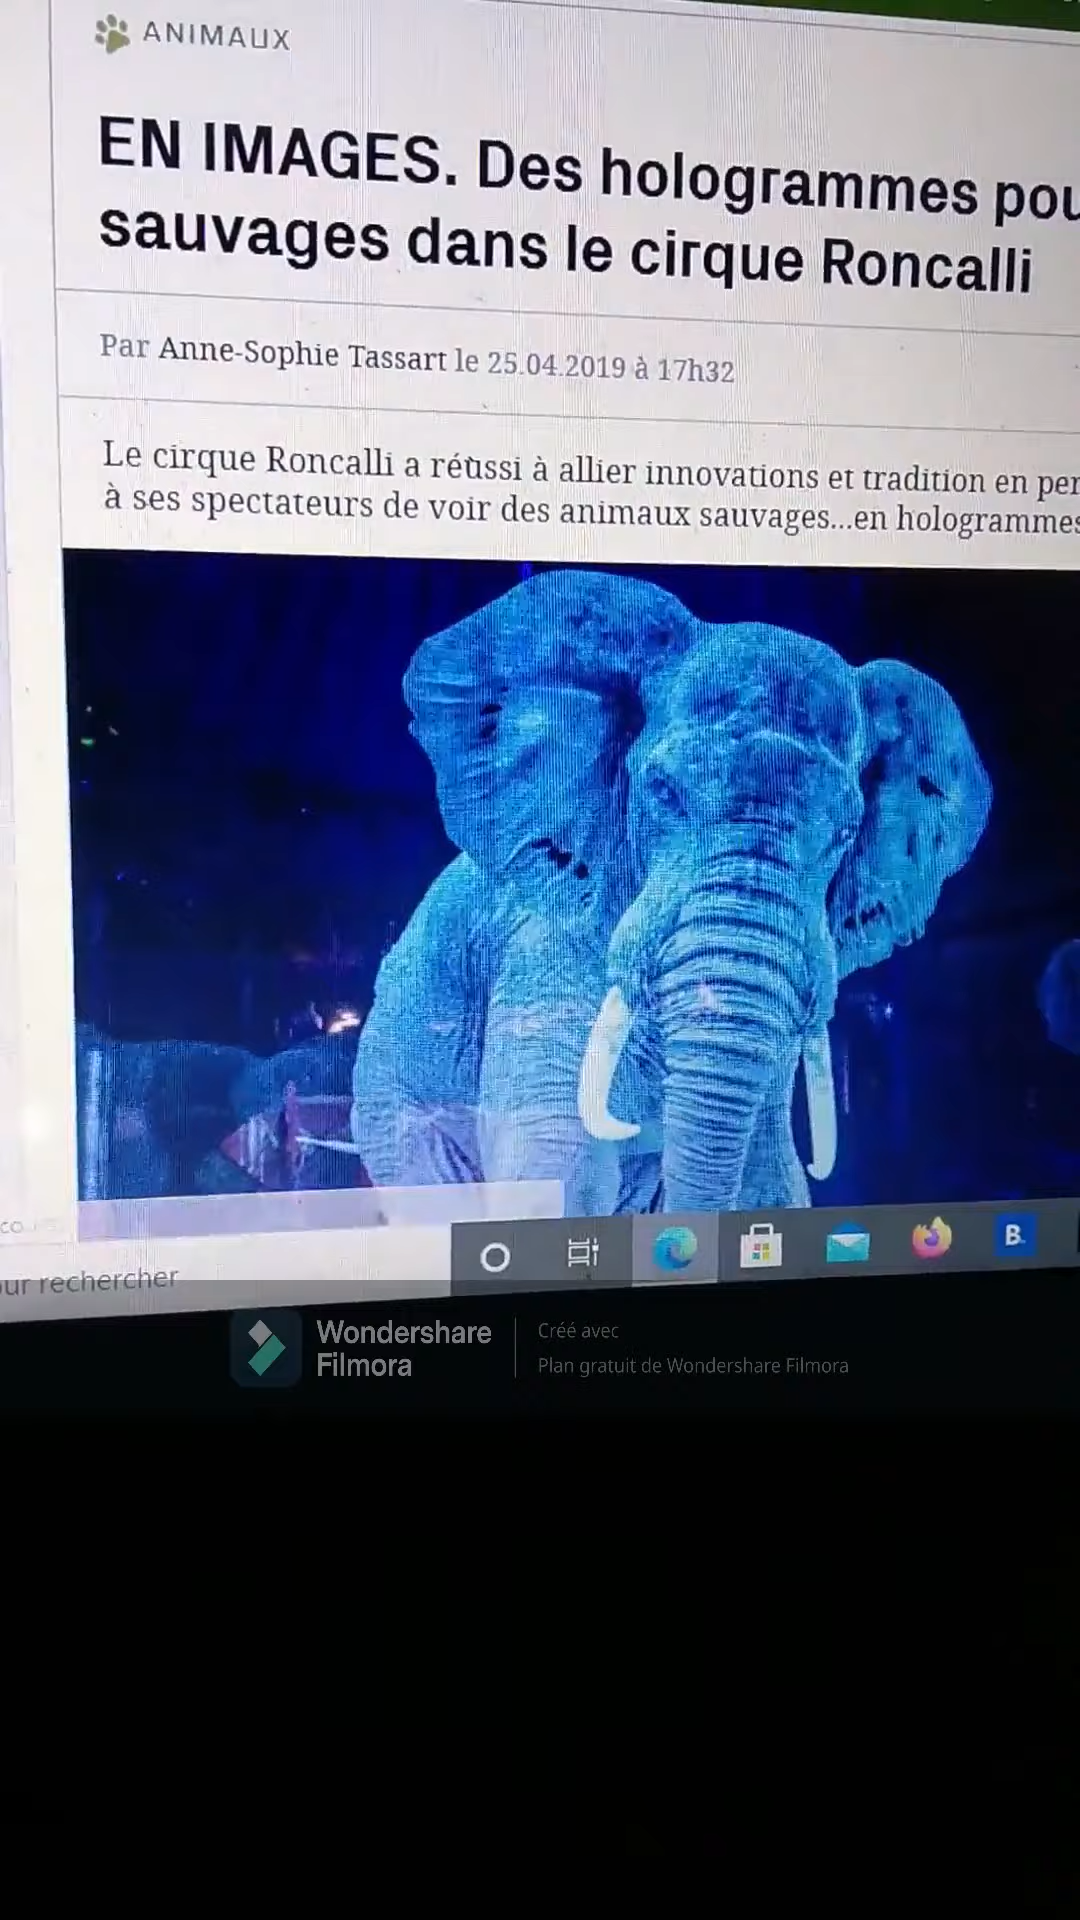 ANIMAUX
EN IMAGES. Des hologrammes pou
sauvages dans le cirque Roncalli
Par Anne-Sophie Tassart le 25.04.2019 à 17h32
Le cirque Roncalli a réussi à allier innovations et tradition en per
à ses spectateurs de voir des animaux sauvages...en hologrammes
co
ur rechercher
B.
Wondershare
Filmora
Créé avec
Plan gratuit de Wondershare Filmora